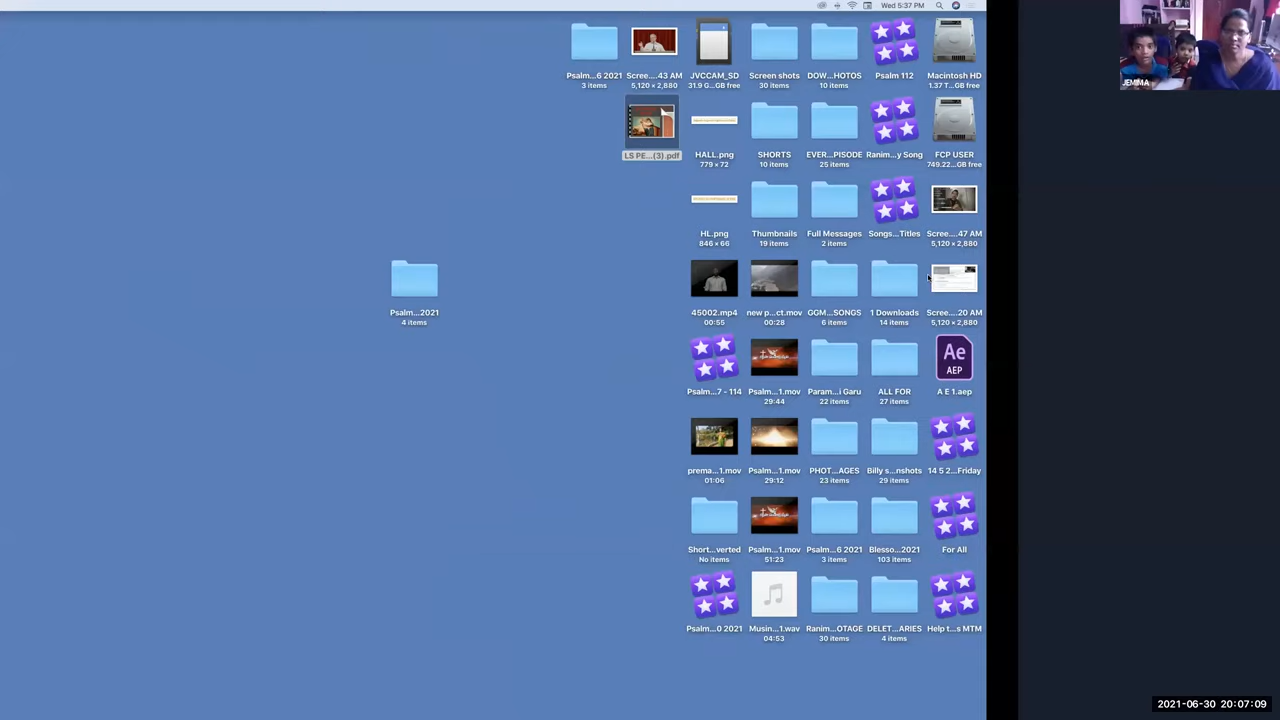 Wed 5:37 PM
Psalm...6 2021
3 items
Scree....43 AM
5,120 × 2,880
JVCCAM_SD
31.9 G...GB free
Screen shots
30 items
DOW...HOTOS
10 items
Psalm 112
Macintosh HD
1.37 T...GB free
JEMIMA
LS PE...(3).pdf
HALL.png
779 × 72
SHORTS
10 items
EVER...PISODE
25 items
Ranim...y Song
FCP USER
749.22...GB free
HL.png
846 × 66
Thumbnails
19 items
Full Messages
2 items
Songs...Titles
Scree....47 AM
5,120 × 2,880
Psalm...2021
4 items
45002.mp4
00:55
new p...ct.mov
00:28
GGM...SONGS
6 items
1 Downloads
14 items
Scree....20 AM
5,120 × 2,880
Psalm...7 - 114
Psalm...1.mov
29:44
Param...i Garu
22 items
ALL FOR
27 items
Ae
AEP
A E 1.aep
prema...1.mov
01:06
Psalm...1.mov
29:12
PHOT...AGES
23 items
Billy s...nshots
29 items
14 5 2...Friday
Short...verted
No items
Psalm...1.mov
51:23
Psalm...6 2021
3 items
Blesso...2021
103 items
For All
Psalm...0 2021
Musin...1.wav
04:53
Ranim...OTAGE
30 items
DELET...ARIES
4 items
Help t...s MTM
2021-06-30 20:07:09